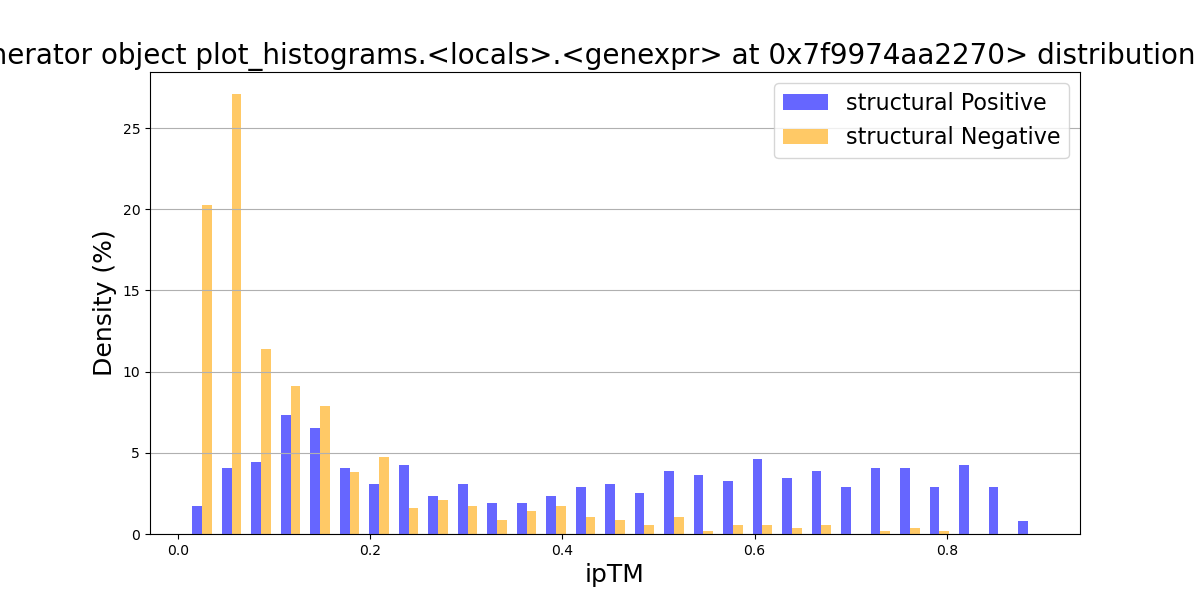 nerator object plot_histograms.<locals>.<genexpr> at 0x7f9974aa2270> distribution
structural Positive
structural Negative
Density (%)
25
20
15
10
5
0
0.0 0.2 0.4 0.6 0.8
ipTM